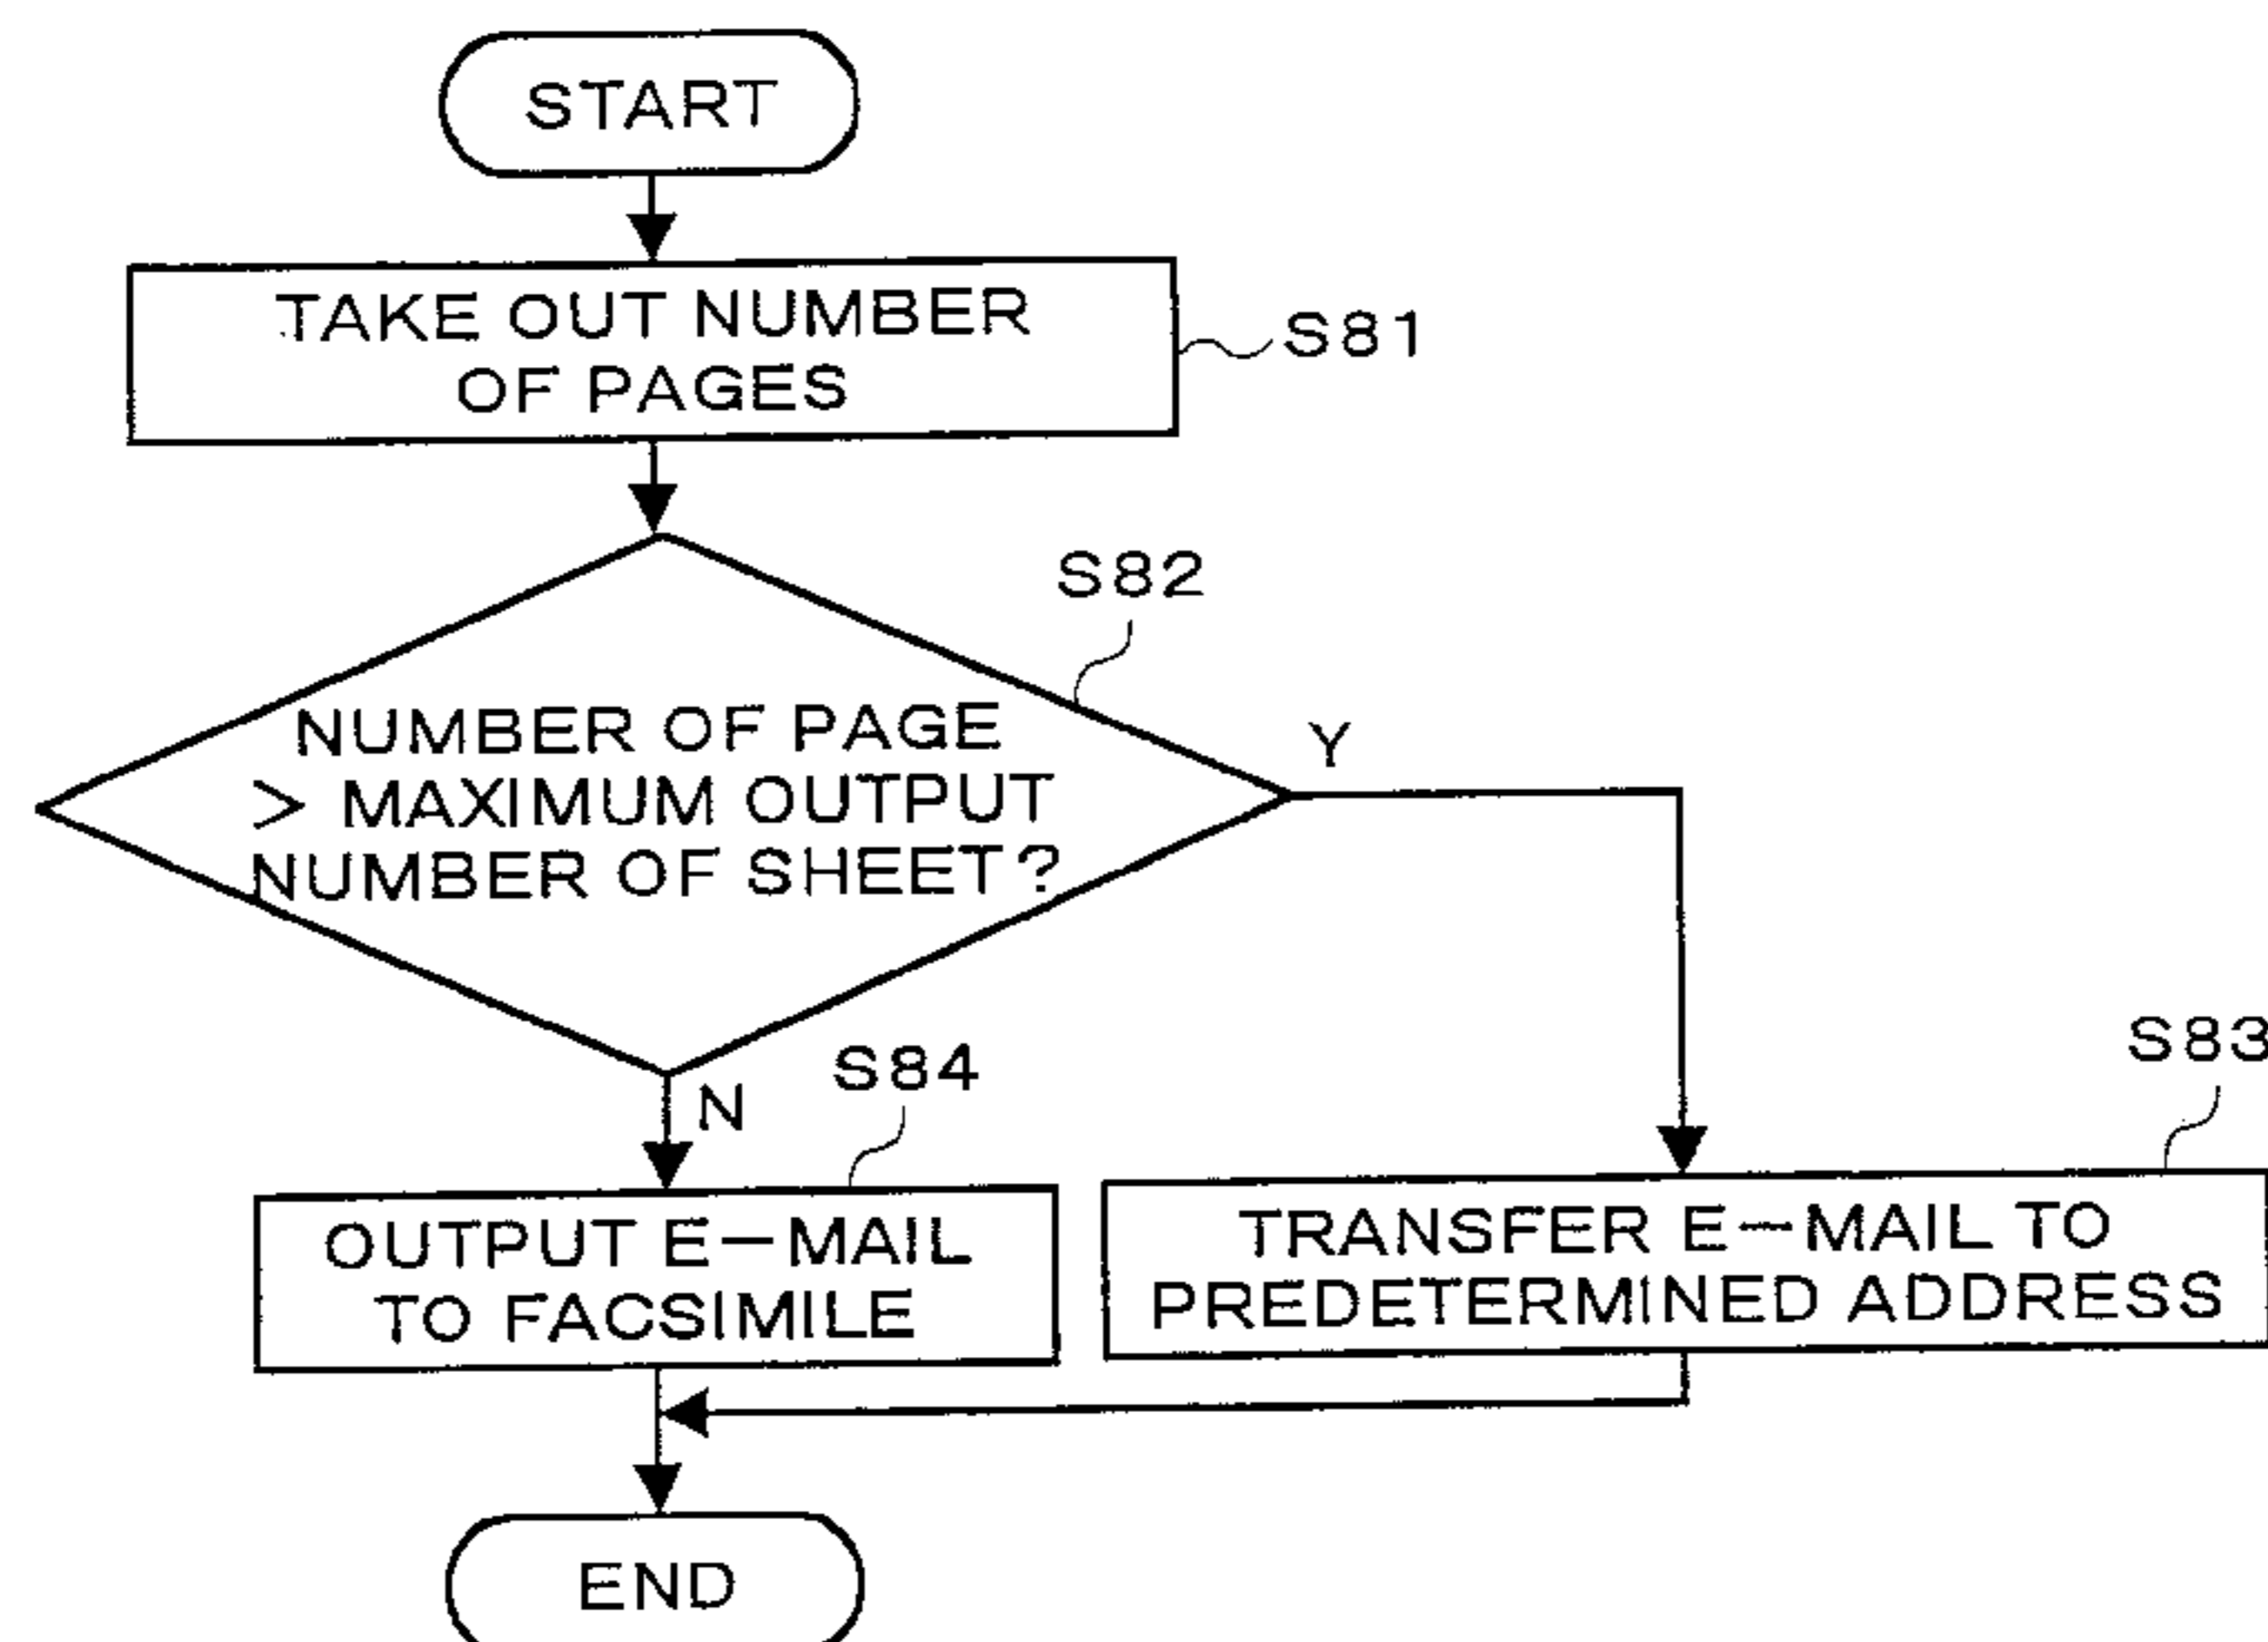 START
TAKE OUT NUMBER
OF PAGES
S81
S82
NUMBER OF PAGE
> MAXIMUM OUTPUT
NUMBER OF SHEET?
Y
N
S84
S83
OUTPUT E-MAIL
TO FACSIMILE
TRANSFER E-MAIL TO
PREDETERMINED ADDRESS
END